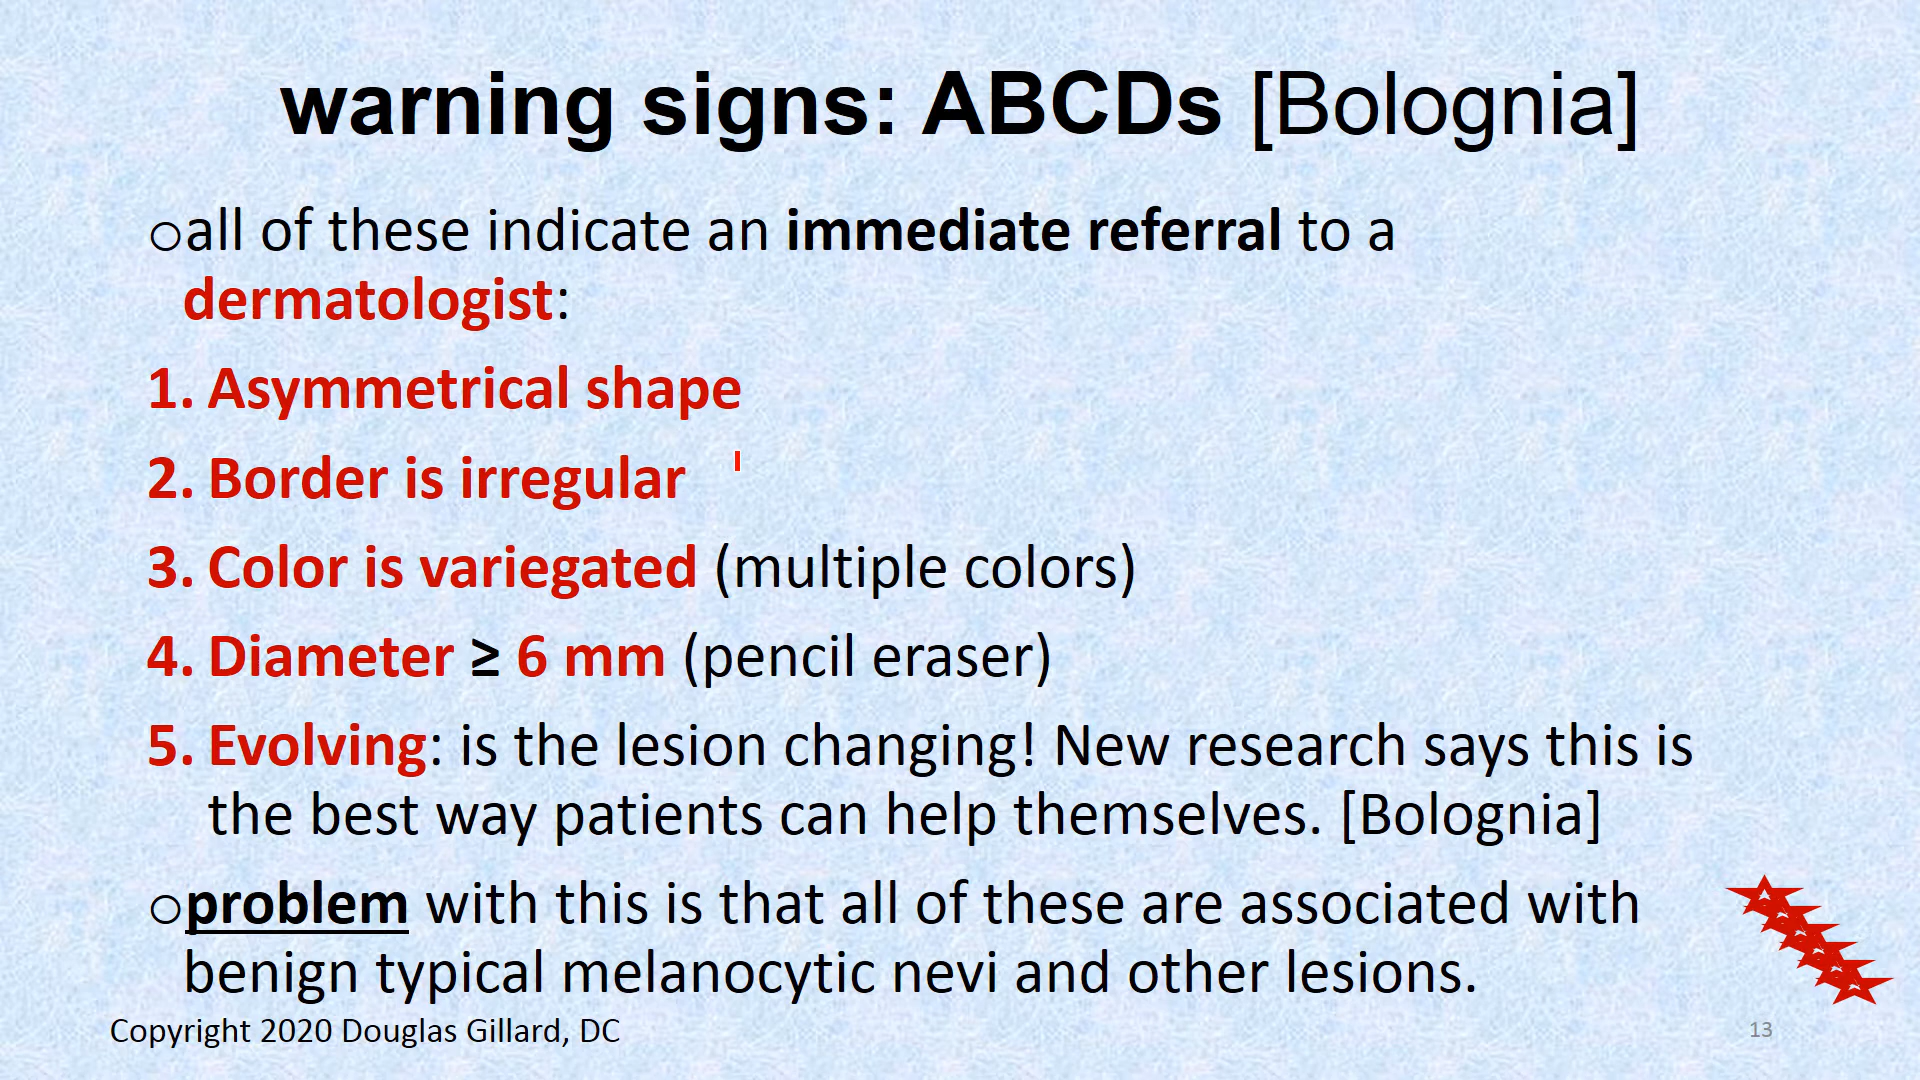 warning signs: ABCDs [Bolognia]
oall of these indicate an immediate referral to a
dermatologist:
1. Asymmetrical shape
2. Border is irregular
3. Color is variegated (multiple colors)
4. Diameter ≥ 6 mm (pencil eraser)
5. Evolving: is the lesion changing! New research says this is
the best way patients can help themselves. [Bolognia]
oproblem with this is that all of these are associated with
benign typical melanocytic nevi and other lesions.
Copyright 2020 Douglas Gillard, DC
13